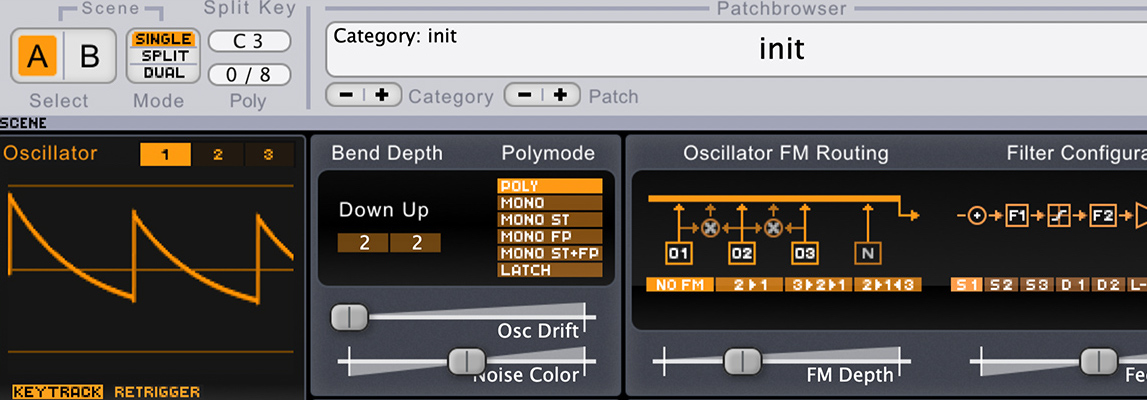 Scene
Split Key
Patchbrowser
A B
SINGLE
SPLIT
DUAL
C 3
0 / 8
Category: init
init
Select
Mode
Poly
- +
Category
- +
Patch
SCENE
Oscillator
1 2 3
KEYTRACK RETRIGGER
Bend Depth
Polymode
Down Up
2 2
POLY
MONO
MONO ST
MONO FP
MONO ST+FP
LATCH
Osc Drift
Noise Color
Oscillator FM Routing
O1 O2 O3 N
NO FM 2▶1 3▶2▶1 2▶1◀3
FM Depth
Filter Configura
F1 F2
S1 S2 S3 D1 D2 L-
Fe